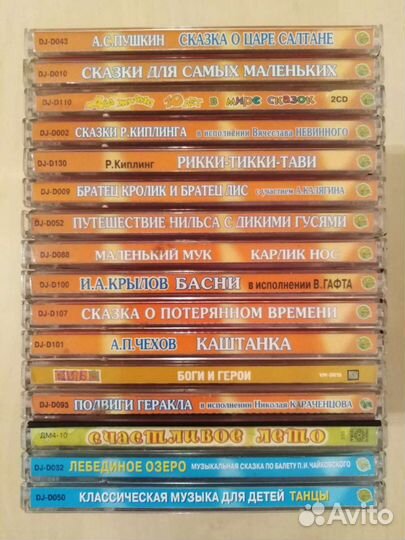 DJ-D043 А.С.ПУШКИН СКАЗКА О ЦАРЕ САЛТАНЕ
DJ-D010 СКАЗКИ ДЛЯ САМЫХ МАЛЕНЬКИХ
DJ-D110 10 лет в мире сказок 2CD
DJ-D002 СКАЗКИ Р.КИПЛИНГА в исполнении Вячеслава НЕВИННОГО
DJ-D130 Р.Киплинг РИККИ-ТИККИ-ТАВИ
DJ-D009 БРАТЕЦ КРОЛИК И БРАТЕЦ ЛИС с участием А.КАЛЯГИНА
DJ-D052 ПУТЕШЕСТВИЕ НИЛЬСА С ДИКИМИ ГУСЯМИ
DJ-D088 МАЛЕНЬКИЙ МУК КАРЛИК НОС
DJ-D100 И.А.КРЫЛОВ БАСНИ в исполнении В.ГАФТА
DJ-D107 СКАЗКА О ПОТЕРЯННОМ ВРЕМЕНИ
DJ-D101 А.П.ЧЕХОВ КАШТАНКА
БОГИ И ГЕРОИ
DJ-D093 ПОДВИГИ ГЕРАКЛА в исполнении Николая КАРАЧЕНЦОВА
ДМ4-10 счастливое лето
DJ-D032 ЛЕБЕДИНОЕ ОЗЕРО МУЗЫКАЛЬНАЯ СКАЗКА ПО БАЛЕТУ П.И.ЧАЙКОВСКОГО
DJ-D050 КЛАССИЧЕСКАЯ МУЗЫКА ДЛЯ ДЕТЕЙ ТАНЦЫ
Avito